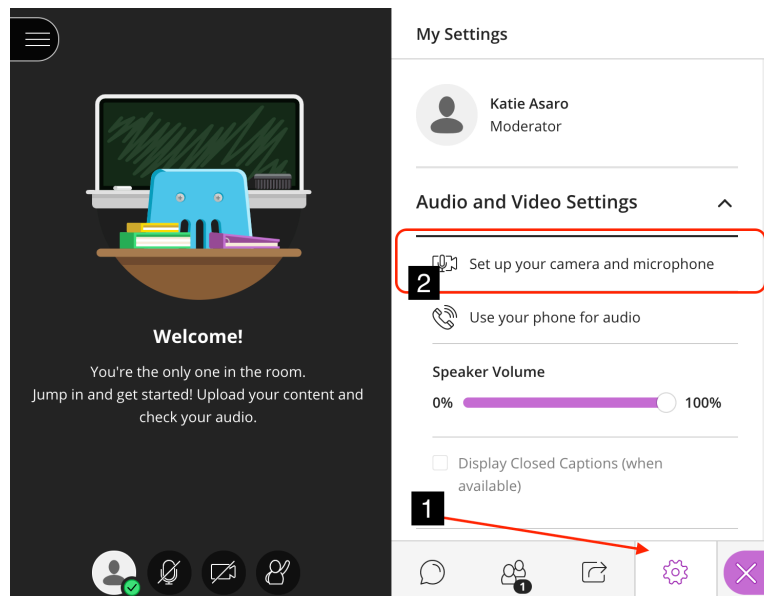 My Settings
Katie Asaro
Moderator
Audio and Video Settings
2
Set up your camera and microphone
Use your phone for audio
Speaker Volume
0% 100%
Display Closed Captions (when
available)
1
1
Welcome!
You're the only one in the room.
Jump in and get started! Upload your content and
check your audio.